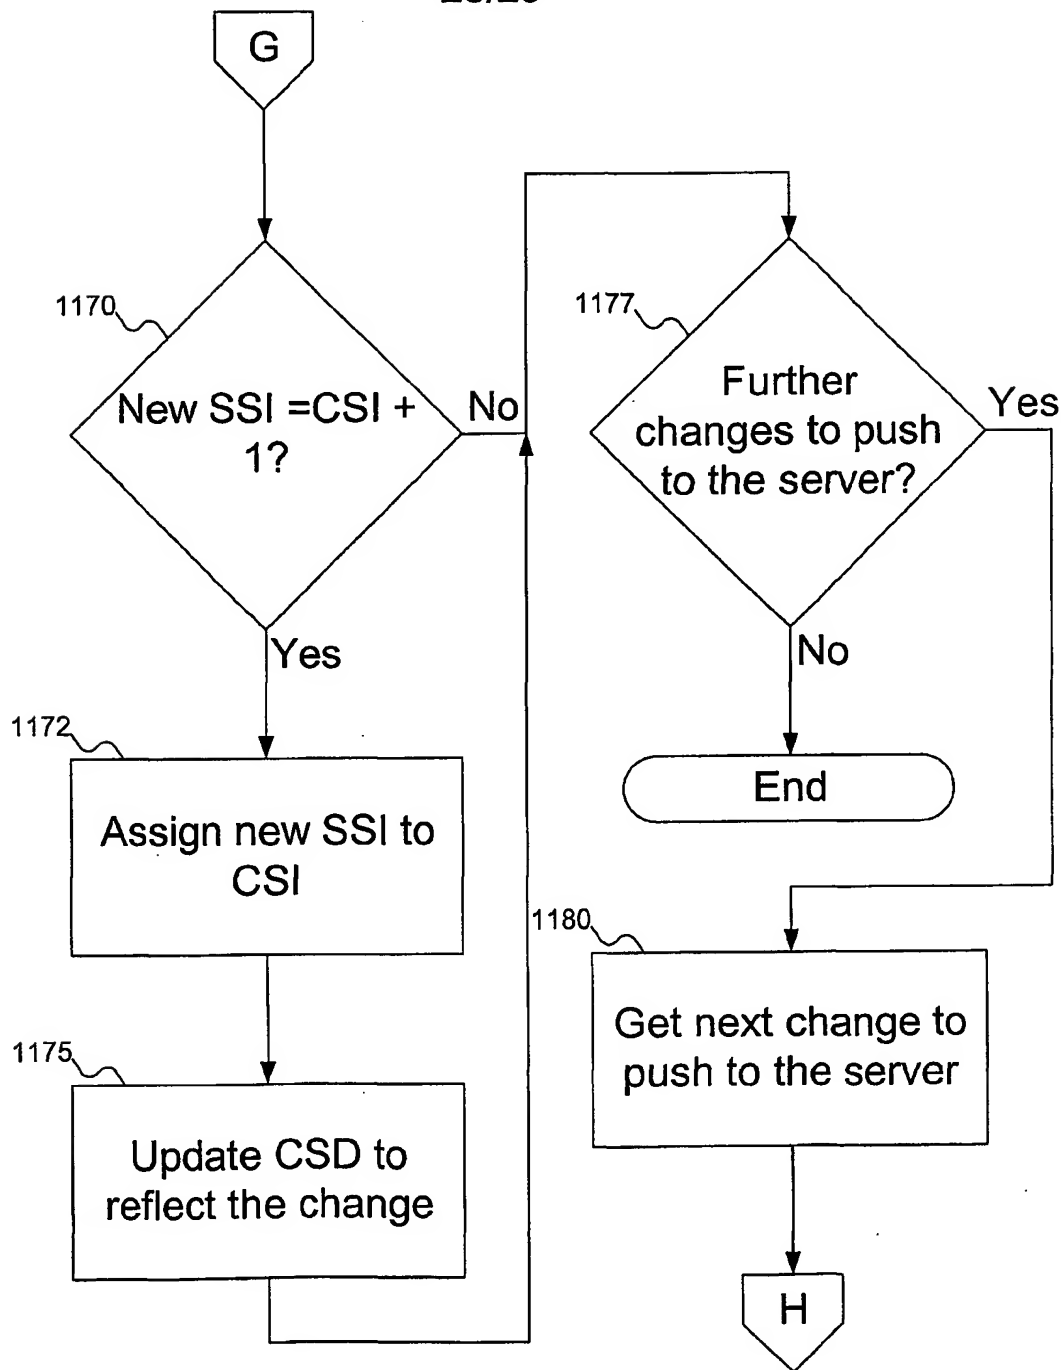 G
1170
New SSI =CSI +
1?
No
Yes
1172
Assign new SSI to
CSI
1175
Update CSD to
reflect the change
1177
Further
changes to push
to the server?
Yes
No
End
1180
Get next change to
push to the server
H